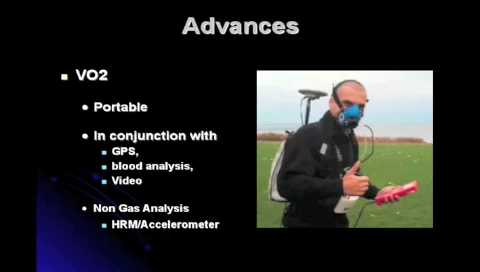 Advances
VO2
Portable
In conjunction with
GPS,
blood analysis,
Video
Non Gas Analysis
HRM/Accelerometer